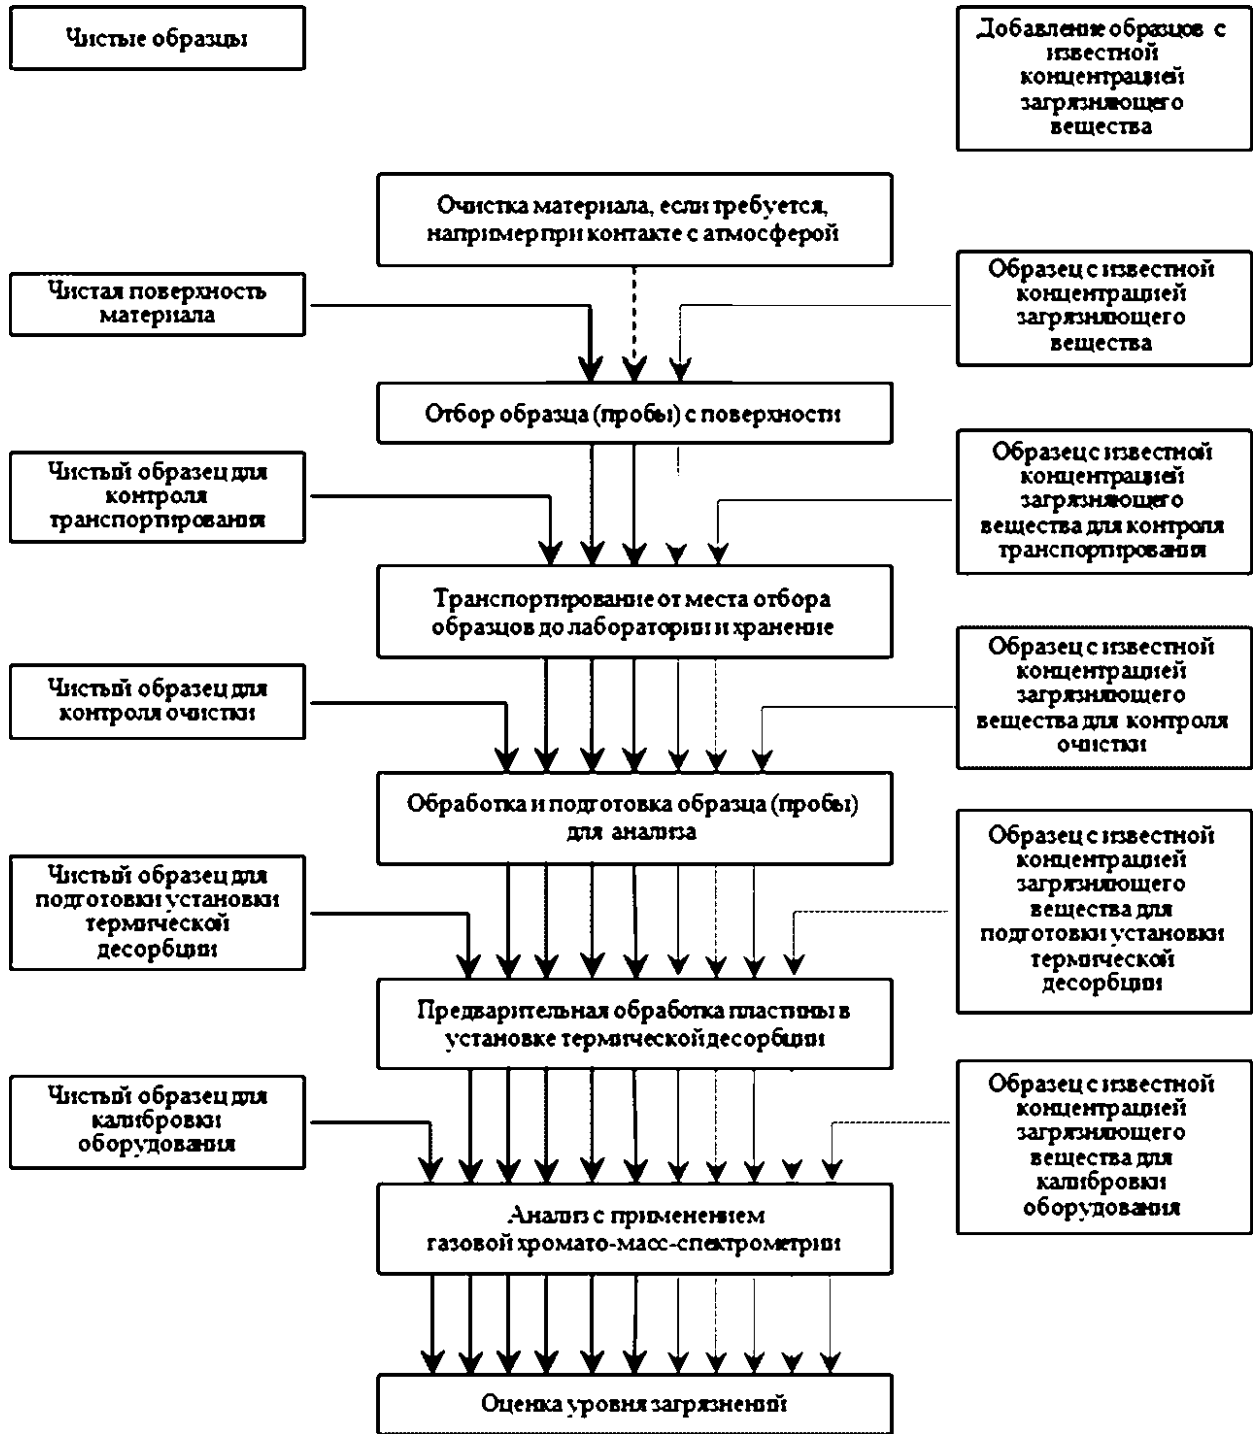 Чистые образцы
Добавление образцов с
известной
концентрацией
загрязняющего
вещества
Очистка материала, если требуется,
например при контакте с атмосферой
Чистая поверхность
материала
Образец с известной
концентрацией
загрязняющего
вещества
Отбор образца (пробы) с поверхности
Чистый образец для
контроля
транспортирования
Образец с известной
концентрацией
загрязняющего
вещества для контроля
транспортирования
Транспортирование от места отбора
образцов до лаборатории и хранение
Чистый образец для
контроля очистки
Образец с известной
концентрацией
загрязняющего
вещества для контроля
очистки
Обработка и подготовка образца (пробы)
для анализа
Чистый образец для
подготовки установки
термической
десорбции
Образец с известной
концентрацией
загрязняющего
вещества для
подготовки установки
термической
десорбции
Предварительная обработка пластины в
установке термической десорбции
Чистый образец для
калибровки
оборудования
Образец с известной
концентрацией
загрязняющего
вещества для
калибровки
оборудования
Анализ с применением
газовой хромато-масс-спектрометрии
Оценка уровня загрязнений